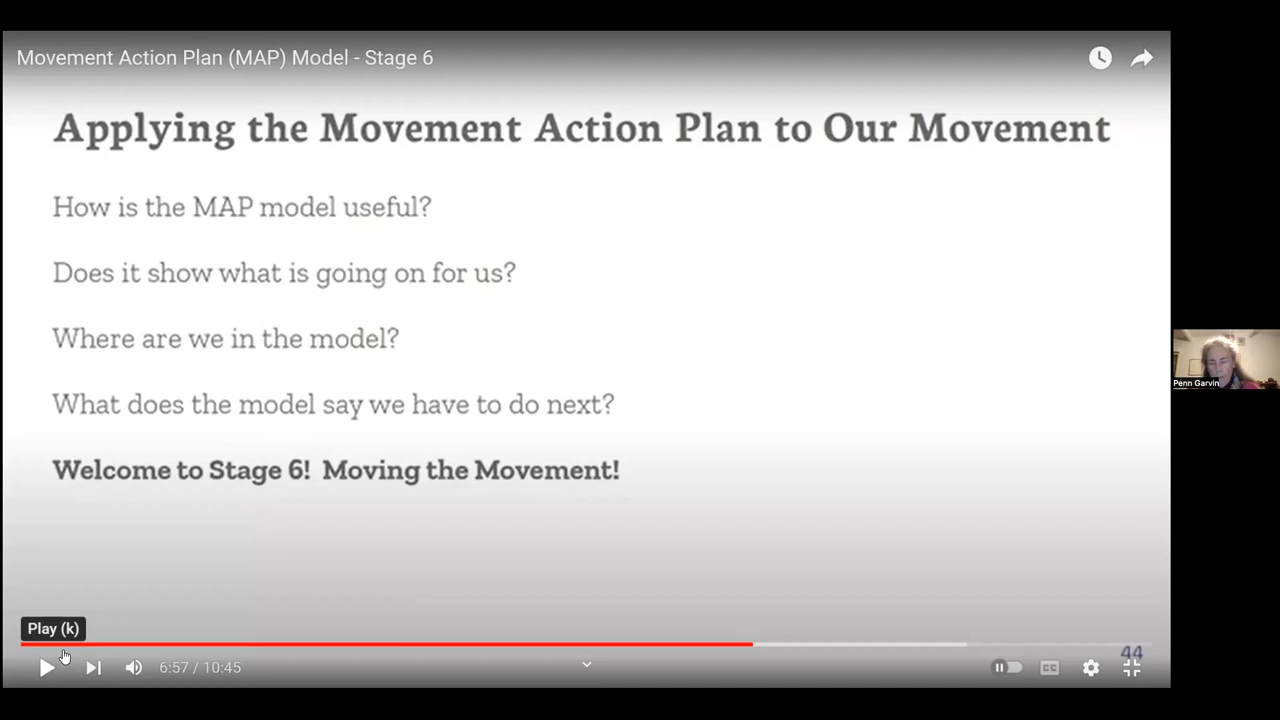 Movement Action Plan (MAP) Model - Stage 6
Applying the Movement Action Plan to Our Movement
How is the MAP model useful?
Does it show what is going on for us?
Where are we in the model?
Penn Garvin
What does the model say we have to do next?
Welcome to Stage 6! Moving the Movement!
Play (k)
44
6:57 / 10:45
CC